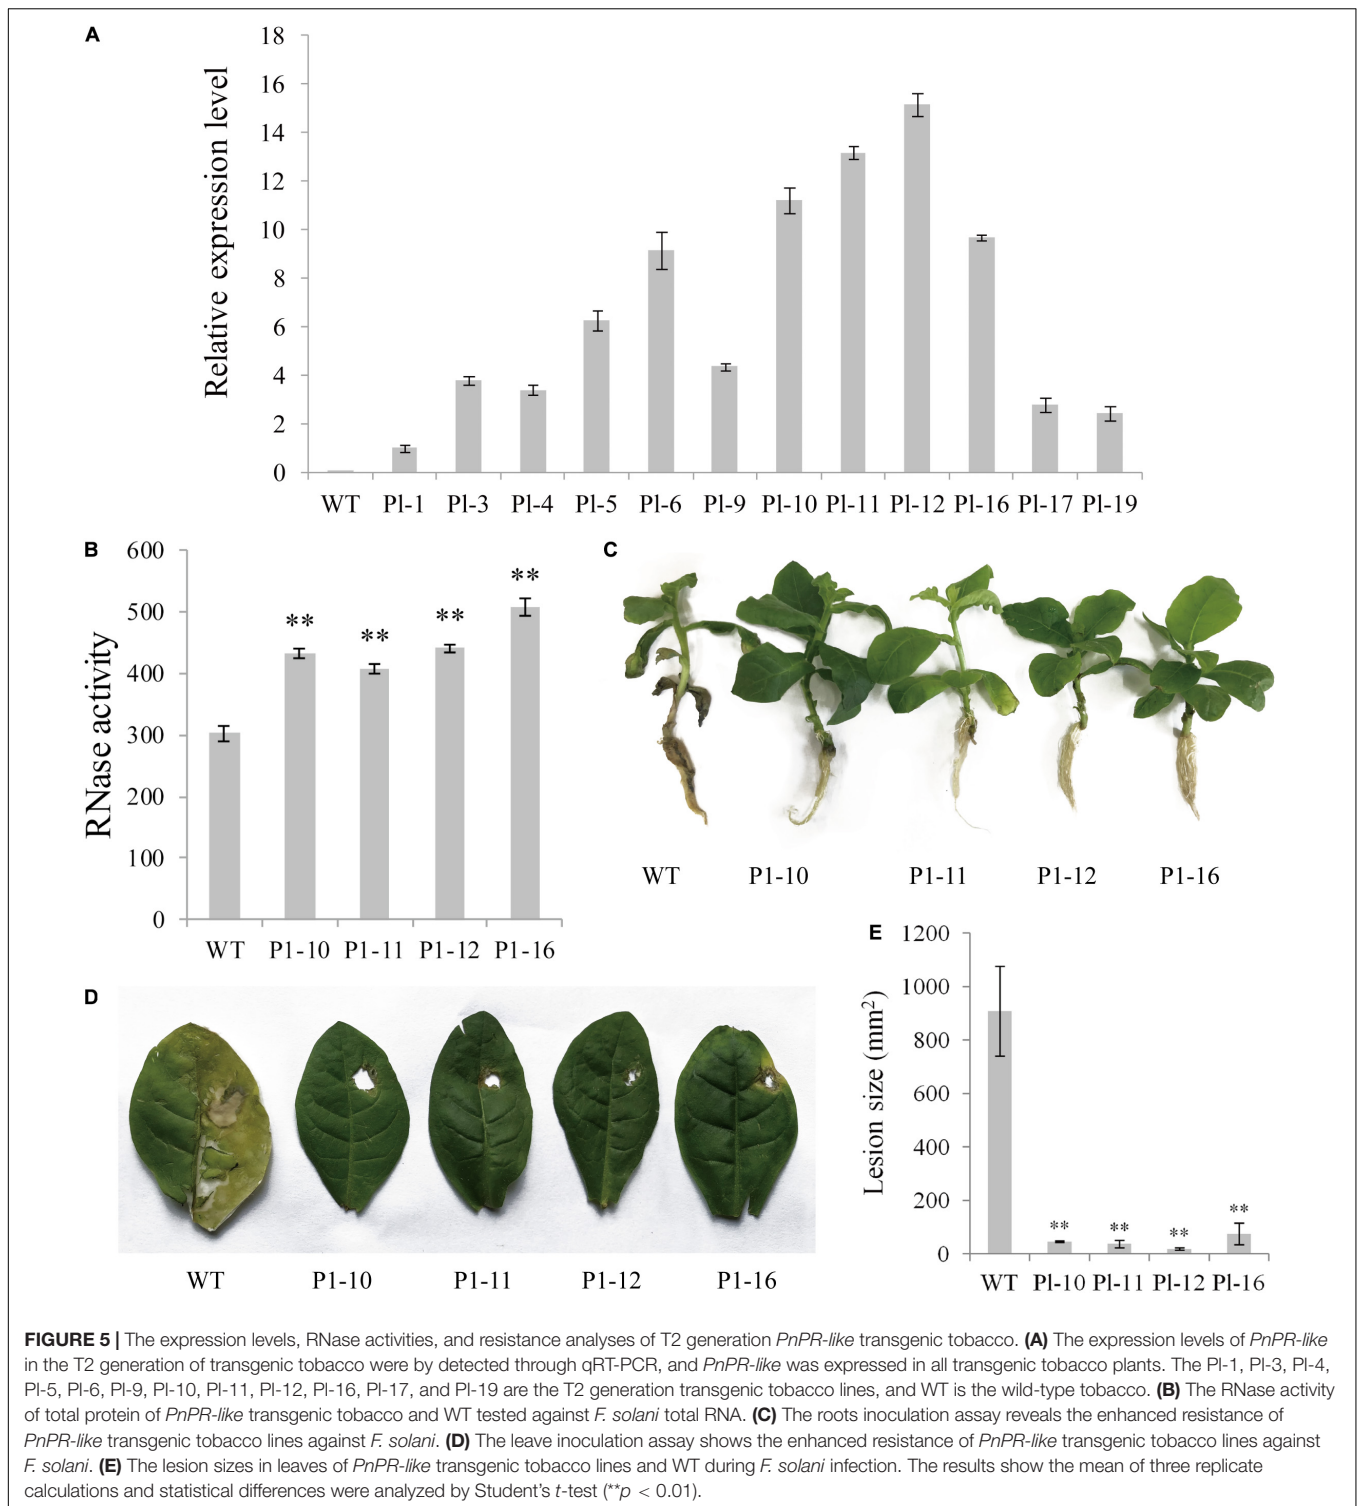 A
18
16
14
12
10
8
6
4
2
0
Relative expression level
WT Pl-1 Pl-3 Pl-4 Pl-5 Pl-6 Pl-9 Pl-10 Pl-11 Pl-12 Pl-16 Pl-17 Pl-19
B
600
500
400
300
200
100
0
RNase activity
** ** ** **
WT P1-10 P1-11 P1-12 P1-16
C
WT P1-10 P1-11 P1-12 P1-16
D
WT P1-10 P1-11 P1-12 P1-16
E
1200
1000
800
600
400
200
0
Lesion size (mm²)
** ** ** **
WT Pl-10 Pl-11 Pl-12 Pl-16
FIGURE 5 | The expression levels, RNase activities, and resistance analyses of T2 generation PnPR-like transgenic tobacco. (A) The expression levels of PnPR-like
in the T2 generation of transgenic tobacco were by detected through qRT-PCR, and PnPR-like was expressed in all transgenic tobacco plants. The Pl-1, Pl-3, Pl-4,
Pl-5, Pl-6, Pl-9, Pl-10, Pl-11, Pl-12, Pl-16, Pl-17, and Pl-19 are the T2 generation transgenic tobacco lines, and WT is the wild-type tobacco. (B) The RNase activity
of total protein of PnPR-like transgenic tobacco and WT tested against F. solani total RNA. (C) The roots inoculation assay reveals the enhanced resistance of
PnPR-like transgenic tobacco lines against F. solani. (D) The leave inoculation assay shows the enhanced resistance of PnPR-like transgenic tobacco lines against
F. solani. (E) The lesion sizes in leaves of PnPR-like transgenic tobacco lines and WT during F. solani infection. The results show the mean of three replicate
calculations and statistical differences were analyzed by Student's t-test (**p < 0.01).